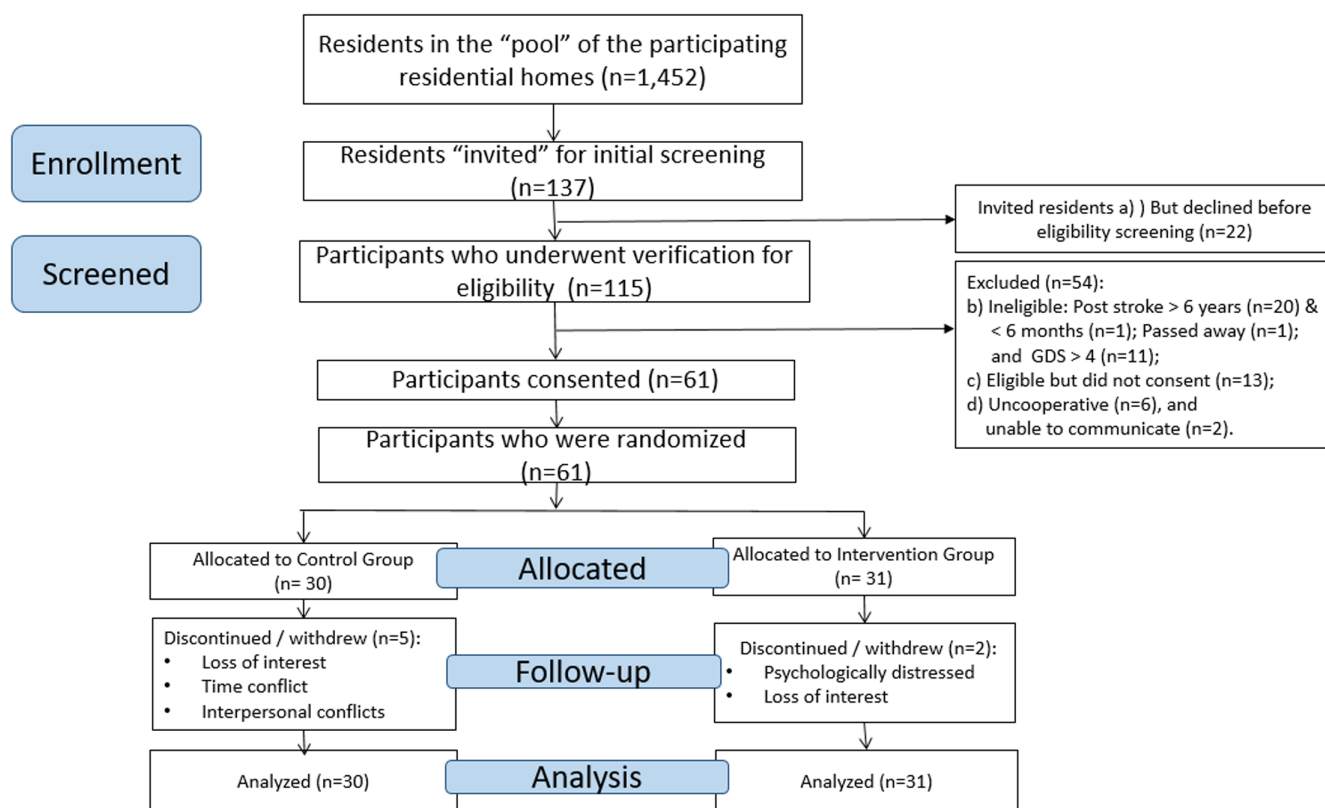 Residents in the “pool” of the participating
residential homes (n=1,452)
Enrollment
Residents “invited” for initial screening
(n=137)
Invited residents a) ) But declined before
eligibility screening (n=22)
Screened
Participants who underwent verification for
eligibility (n=115)
Excluded (n=54):
b) Ineligible: Post stroke > 6 years (n=20) &
< 6 months (n=1); Passed away (n=1);
and GDS > 4 (n=11);
c) Eligible but did not consent (n=13);
d) Uncooperative (n=6), and
unable to communicate (n=2).
Participants consented (n=61)
Participants who were randomized
(n=61)
Allocated to Control Group
(n= 30)
Allocated
Allocated to Intervention Group
(n= 31)
Discontinued / withdrew (n=5):
• Loss of interest
• Time conflict
• Interpersonal conflicts
Follow-up
Discontinued / withdrew (n=2):
• Psychologically distressed
• Loss of interest
Analyzed (n=30)
Analysis
Analyzed (n=31)